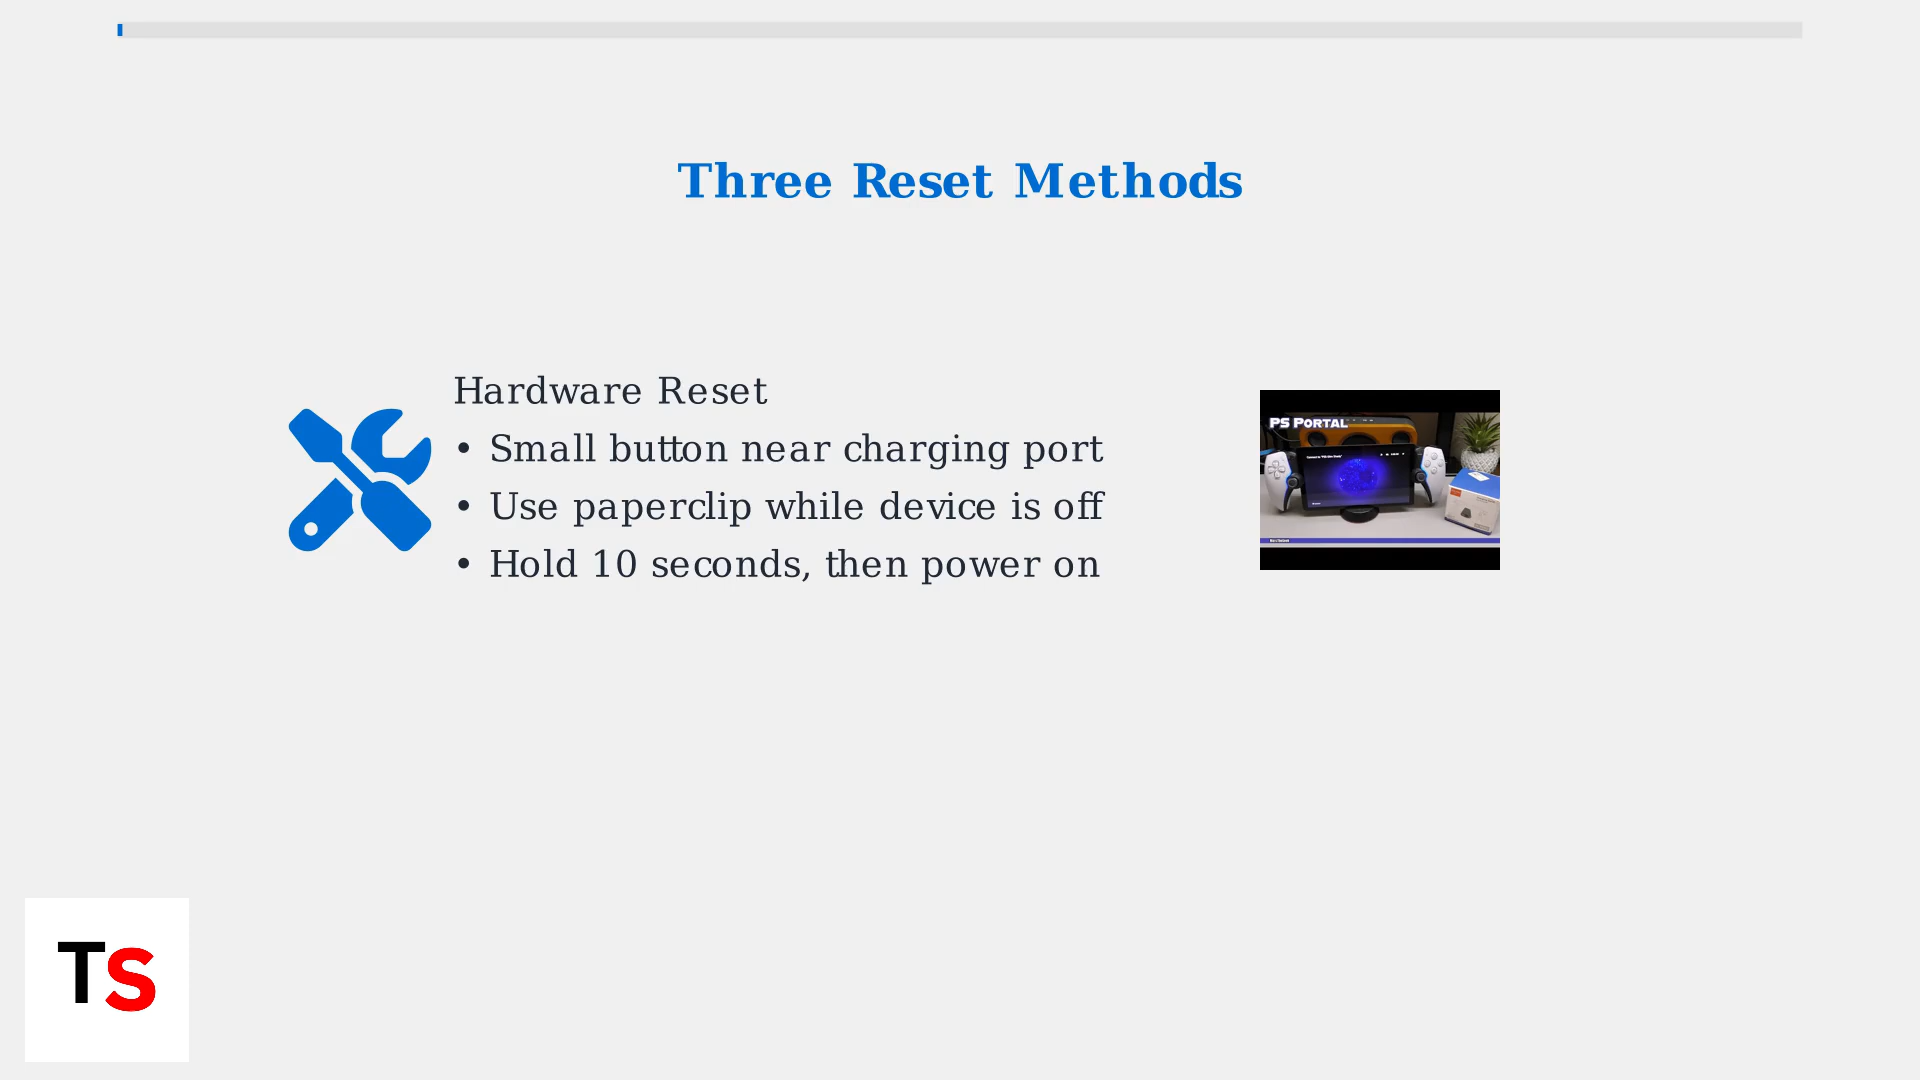 Three Reset Methods
Hardware Reset
• Small button near charging port
• Use paperclip while device is off
• Hold 10 seconds, then power on
PS PORTAL
TS